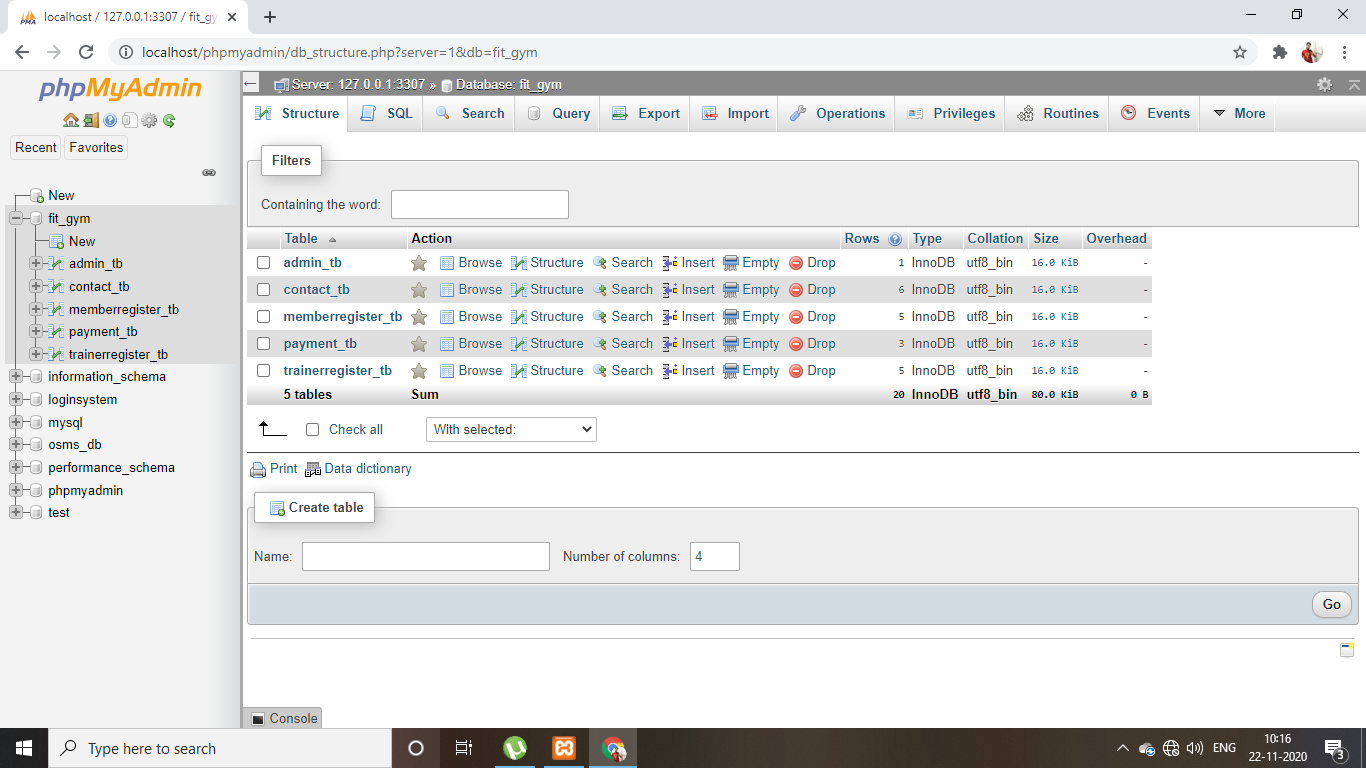 localhost / 127.0.0.1:3307 / fit_gy
localhost/phpmyadmin/db_structure.php?server=1&db=fit_gym
phpMyAdmin
Recent Favorites
New
fit_gym
New
admin_tb
contact_tb
memberregister_tb
payment_tb
trainerregister_tb
information_schema
loginsystem
mysql
osms_db
performance_schema
phpmyadmin
test
Server: 127.0.0.1:3307 » Database: fit_gym
Structure SQL Search Query Export Import Operations Privileges Routines Events More
Filters
Containing the word:
Table Action Rows Type Collation Size Overhead
admin_tb Browse Structure Search Insert Empty Drop 1 InnoDB utf8_bin 16.0 KiB -
contact_tb Browse Structure Search Insert Empty Drop 6 InnoDB utf8_bin 16.0 KiB -
memberregister_tb Browse Structure Search Insert Empty Drop 5 InnoDB utf8_bin 16.0 KiB -
payment_tb Browse Structure Search Insert Empty Drop 3 InnoDB utf8_bin 16.0 KiB -
trainerregister_tb Browse Structure Search Insert Empty Drop 5 InnoDB utf8_bin 16.0 KiB -
5 tables Sum 20 InnoDB utf8_bin 80.0 KiB 0 B
Check all With selected:
Print Data dictionary
Create table
Name: Number of columns: 4
Go
Console
Type here to search
ENG
10:16
22-11-2020
3